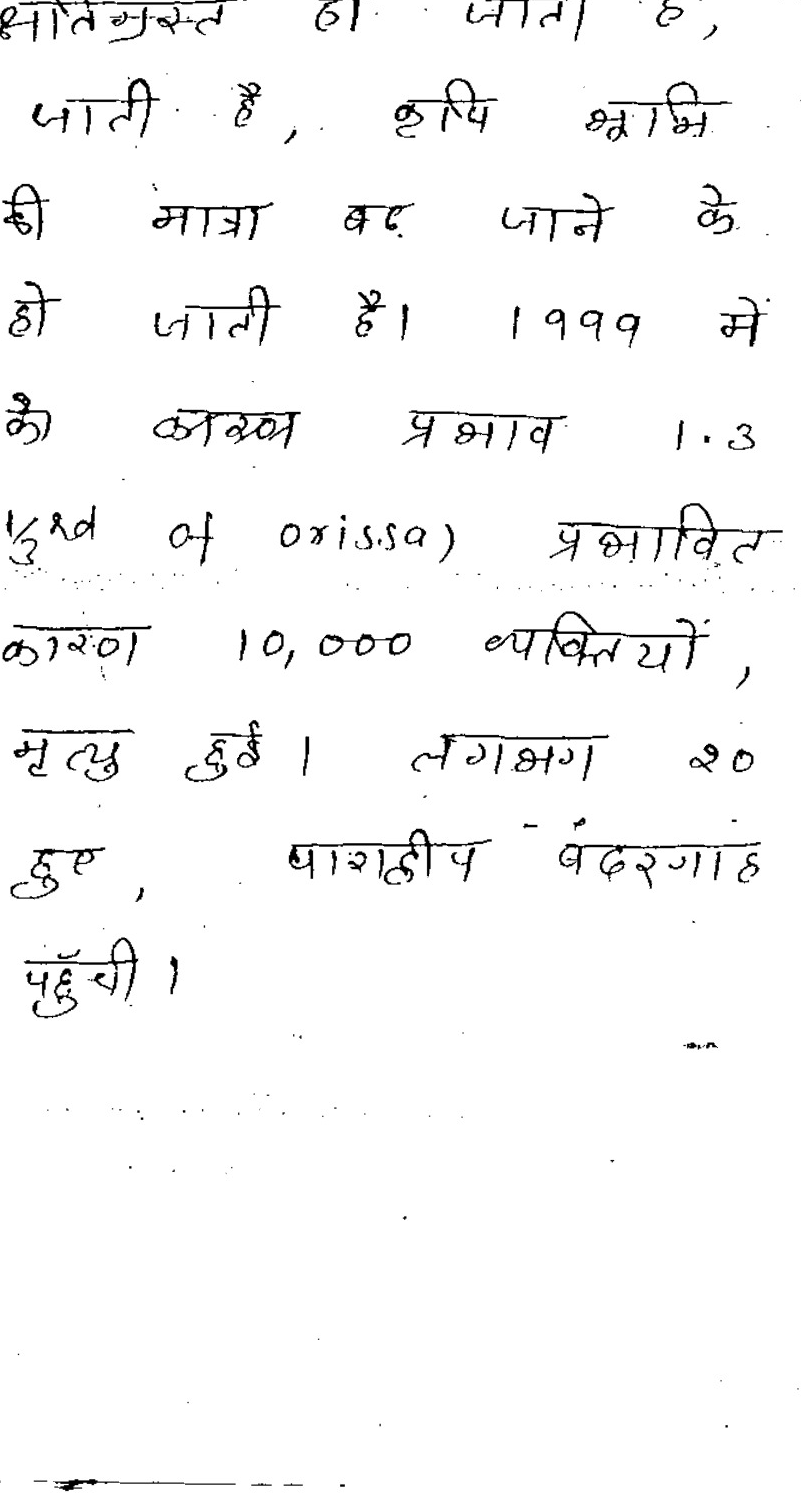 क्षतिग्रस्त हो जाता है,
जाती है, कृषि भूमि
की मात्रा बढ़ जाने के
हो जाती है। 1999 में
के कारण प्रभाव 1.3
1/3rd of orissa) प्रभावित
कारण 10,000 व्यक्तियों,
मृत्यु हुई। लगभग 20
हुए, पाराद्वीप बंदरगाह
पहुँची।